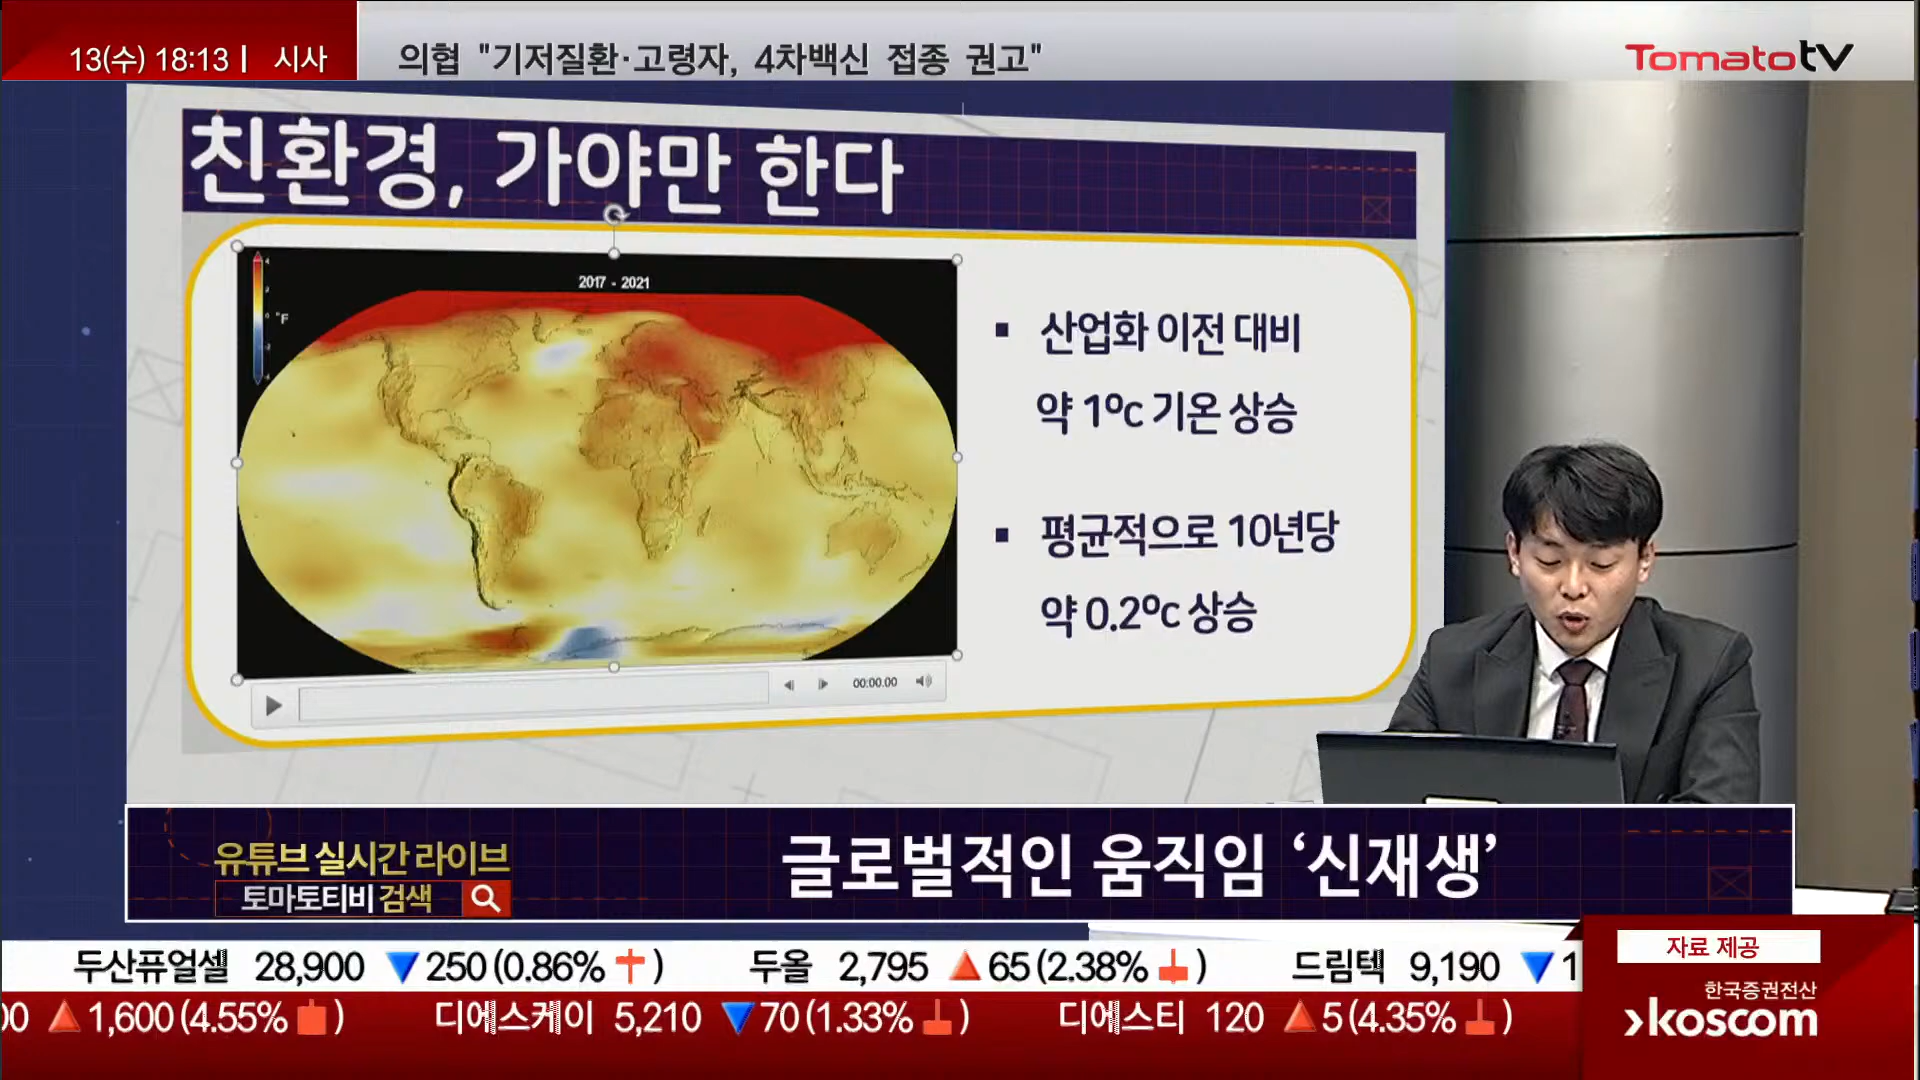 13(수) 18:13 | 시사
의협 "기저질환·고령자, 4차백신 접종 권고"
Tomatotv
친환경, 가야만 한다
2017 - 2021
°F
▪ 산업화 이전 대비
약 1ºc 기온 상승
▪ 평균적으로 10년당
약 0.2ºc 상승
00:00.00
유튜브 실시간 라이브
토마토티비 검색
글로벌적인 움직임 ‘신재생’
두산퓨얼셀 28,900 ▼250(0.86% ) 두올 2,795 ▲65(2.38% ) 드림텍 9,190 ▼1
00 ▲1,600(4.55% ) 디에스케이 5,210 ▼70(1.33% ) 디에스티 120 ▲5(4.35% )
자료 제공
한국증권전산
koscom